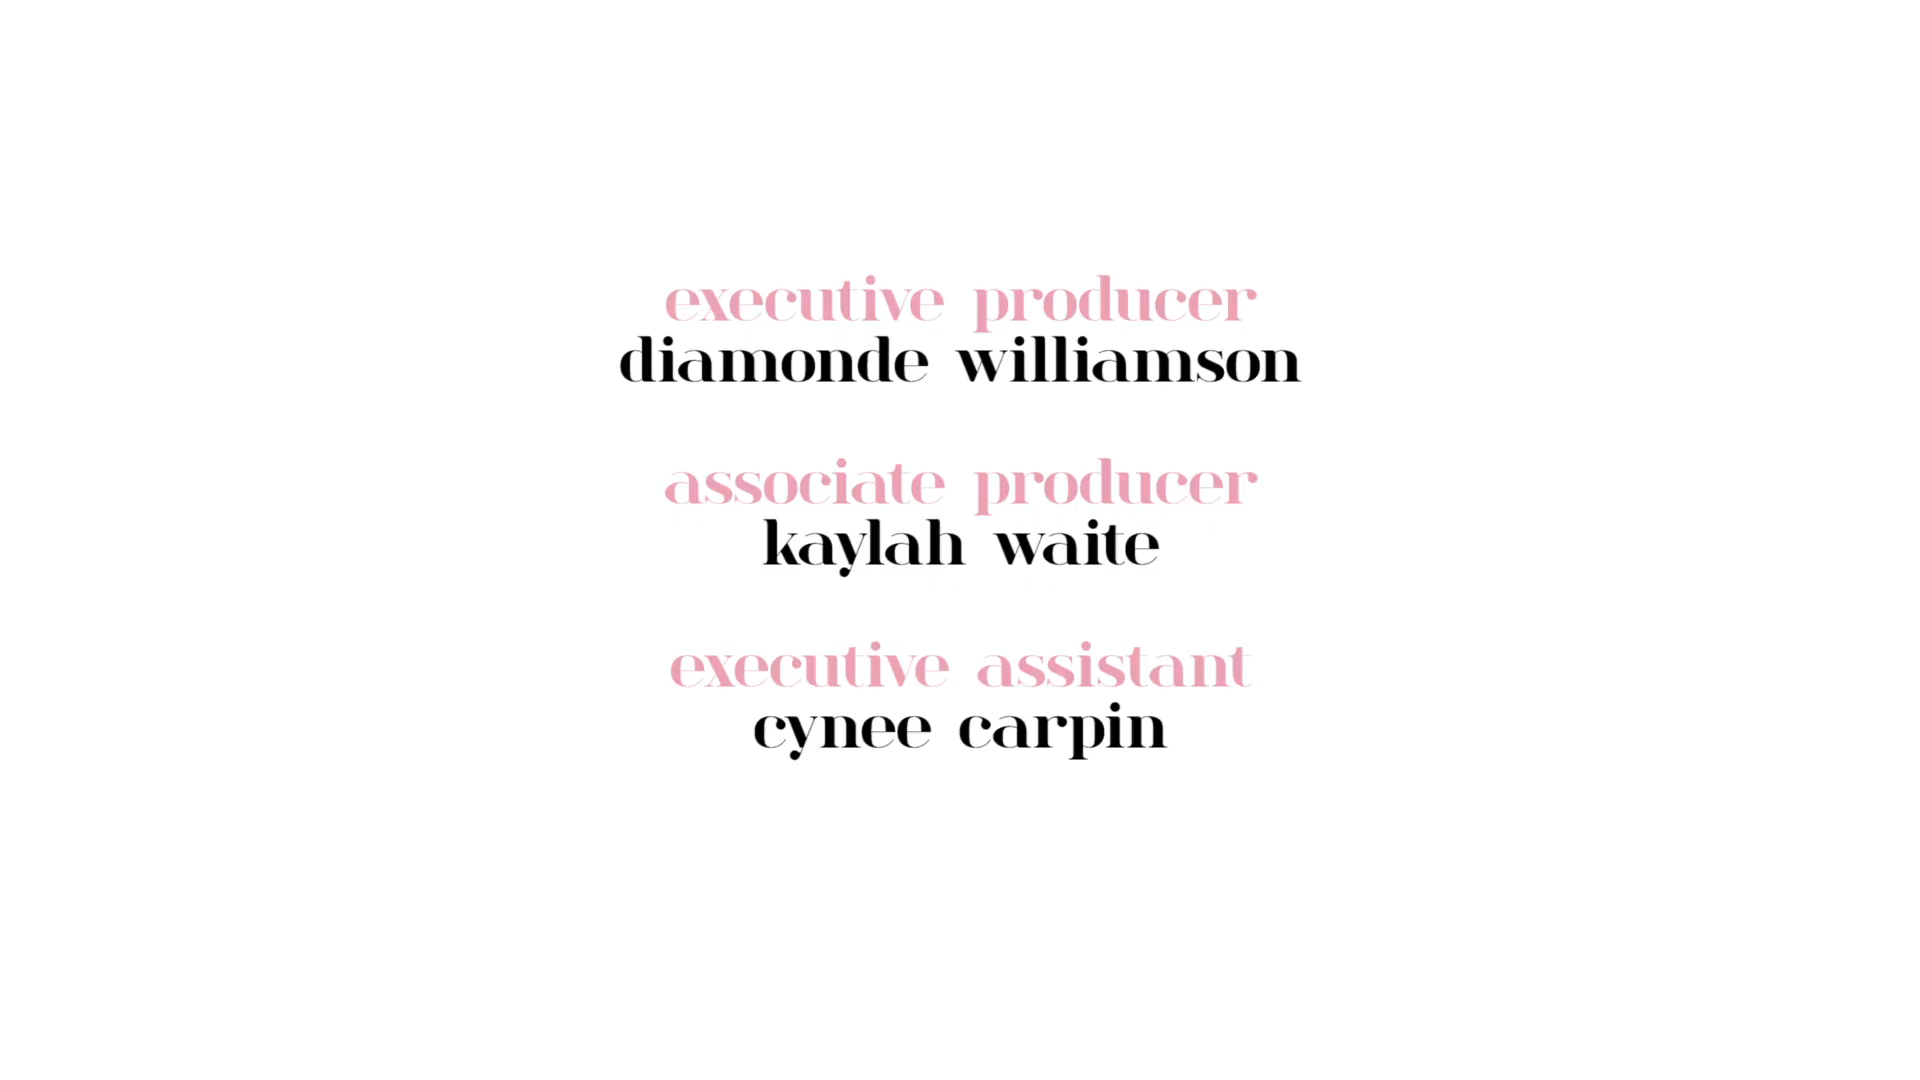 executive producer
diamonde williamson
associate producer
kaylah waite
executive assistant
cynee carpin